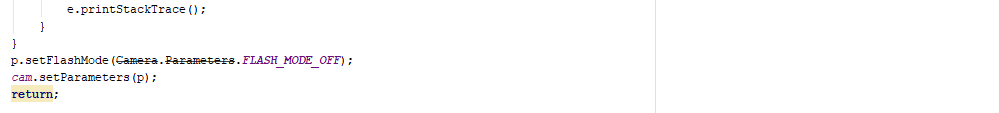 e.printStackTrace();
}
}
p.setFlashMode(Camera.Parameters.FLASH_MODE_OFF);
cam.setParameters(p);
return;